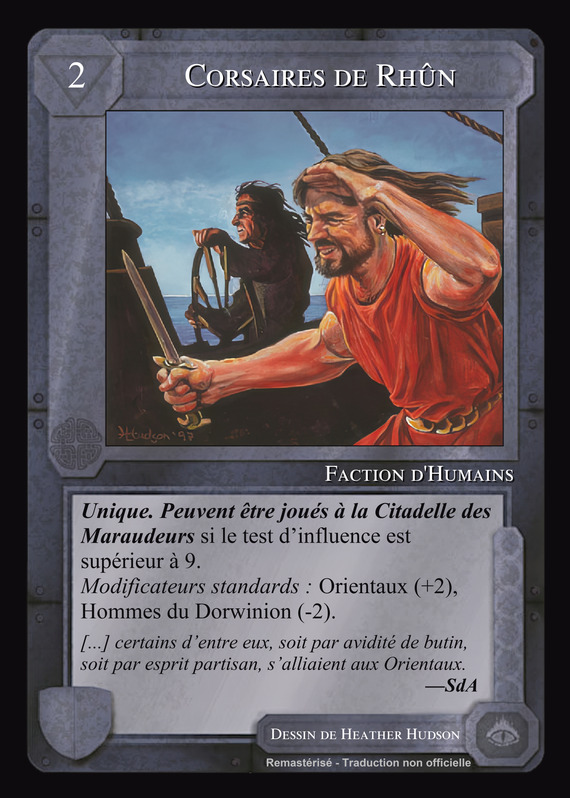 2
CORSAIRES DE RHÛN
Hudson '97
FACTION D'HUMAINS
Unique. Peuvent être joués à la Citadelle des
Maraudeurs si le test d'influence est
supérieur à 9.
Modificateurs standards : Orientaux (+2),
Hommes du Dorwinion (-2).
[...] certains d'entre eux, soit par avidité de butin,
soit par esprit partisan, s'alliaient aux Orientaux.
—SdA
DESSIN DE HEATHER HUDSON
Remastérisé - Traduction non officielle